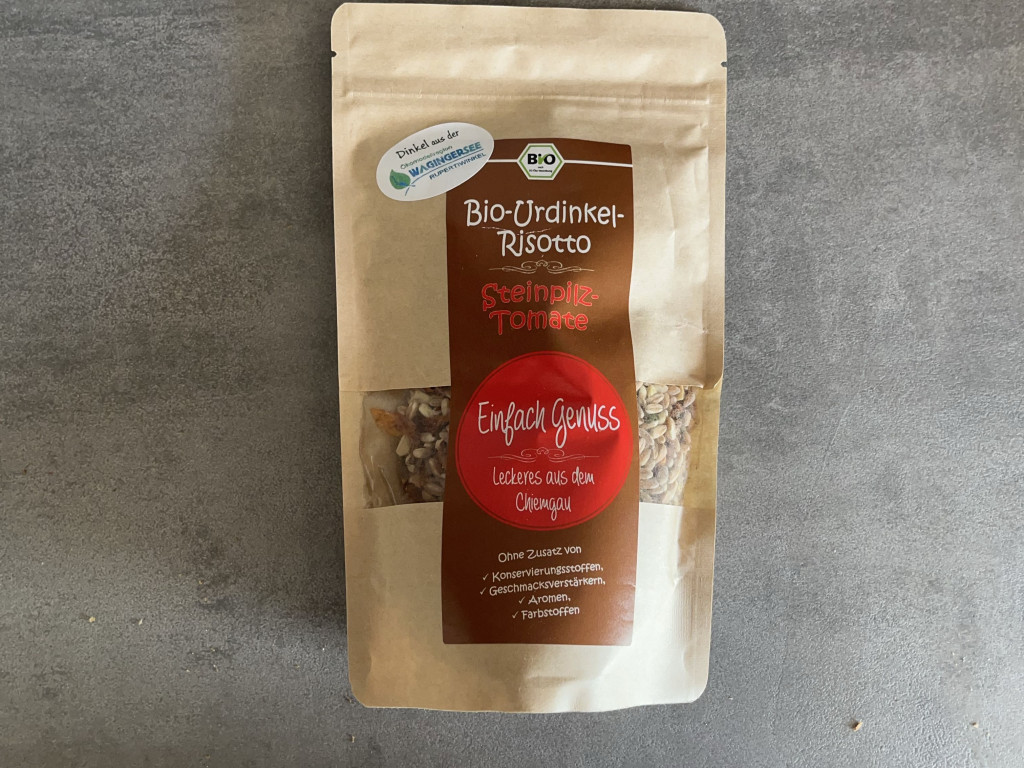 Dinkel aus der
Ökomodellregion
WAGINGERSEE
RUPERTIWINKEL
BIO
Bio-Urdinkel-
Risotto
Steinpilz-
Tomate
Einfach Genuss
Leckeres aus dem
Chiemgau
Ohne Zusatz von
✓ Konservierungsstoffen,
✓ Geschmacksverstärkern,
✓ Aromen,
✓ Farbstoffen